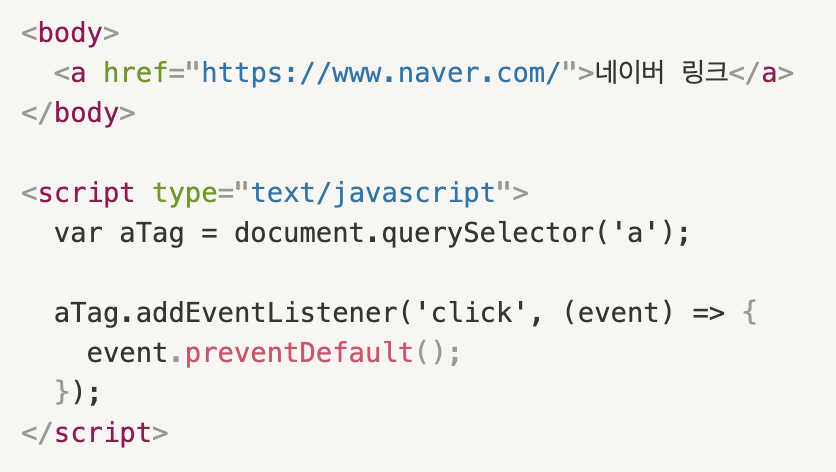 <body>
  <a href="https://www.naver.com/">네이버 링크</a>
</body>

<script type="text/javascript">
  var aTag = document.querySelector('a');

  aTag.addEventListener('click', (event) => {
    event.preventDefault();
  });
</script>